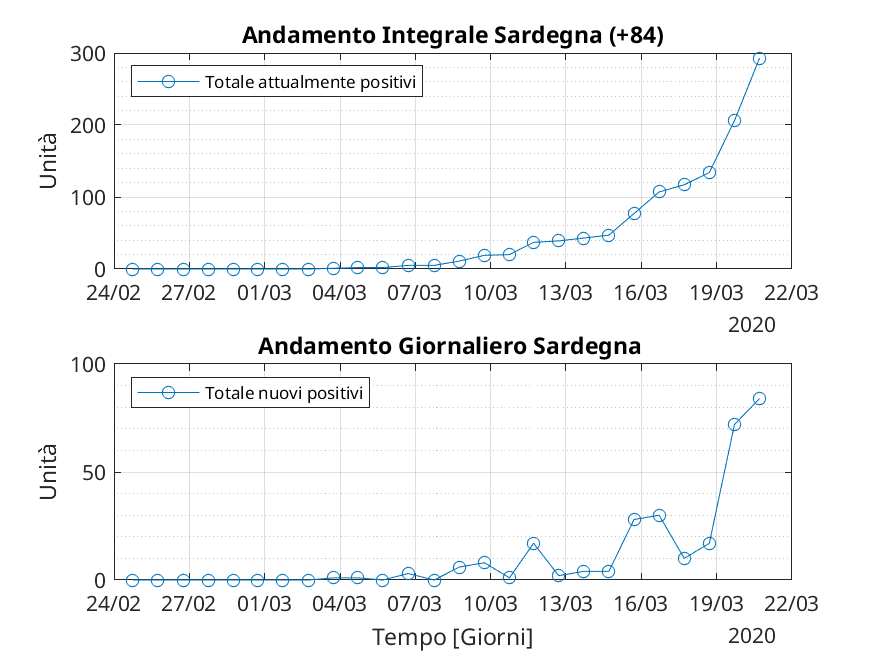 Andamento Integrale Sardegna (+84)
300
200
100
0
Unità
Totale attualmente positivi
24/02 27/02 01/03 04/03 07/03 10/03 13/03 16/03 19/03 22/03
2020
Andamento Giornaliero Sardegna
100
50
0
Unità
Totale nuovi positivi
24/02 27/02 01/03 04/03 07/03 10/03 13/03 16/03 19/03 22/03
Tempo [Giorni]
2020